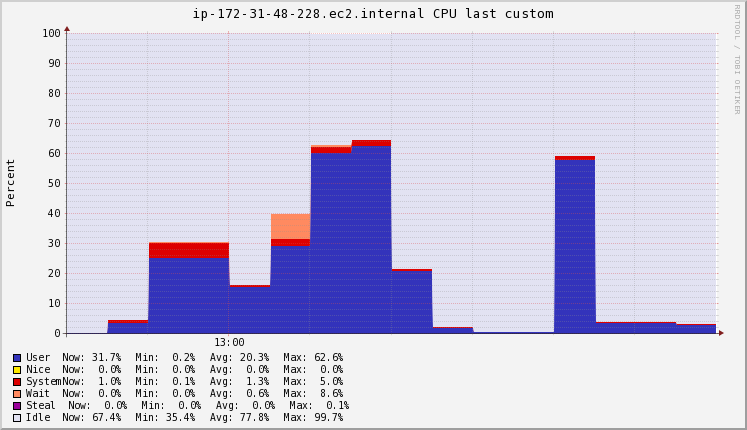 ip-172-31-48-228.ec2.internal CPU last custom
RRDTOOL / TOBI OETIKER
Percent
100
90
80
70
60
50
40
30
20
10
0
13:00
User Now: 31.7% Min: 0.2% Avg: 20.3% Max: 62.6%
Nice Now: 0.0% Min: 0.0% Avg: 0.0% Max: 0.0%
System Now: 1.0% Min: 0.1% Avg: 1.3% Max: 5.0%
Wait Now: 0.0% Min: 0.0% Avg: 0.6% Max: 8.6%
Steal Now: 0.0% Min: 0.0% Avg: 0.0% Max: 0.1%
Idle Now: 67.4% Min: 35.4% Avg: 77.8% Max: 99.7%